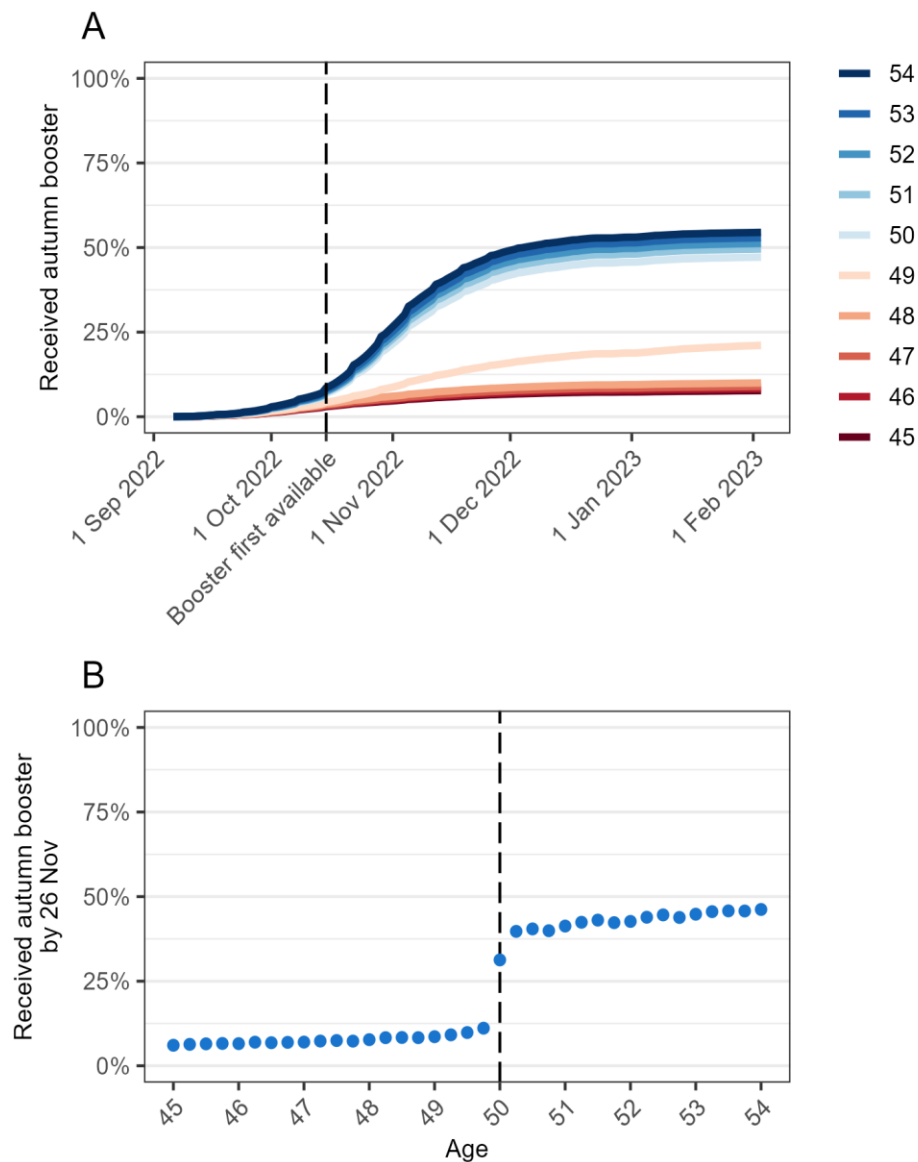 A
Received autumn booster
100%
75%
50%
25%
0%
1 Sep 2022
1 Oct 2022
Booster first available
1 Nov 2022
1 Dec 2022
1 Jan 2023
1 Feb 2023
54
53
52
51
50
49
48
47
46
45
B
Received autumn booster
by 26 Nov
100%
75%
50%
25%
0%
45
46
47
48
49
50
51
52
53
54
Age